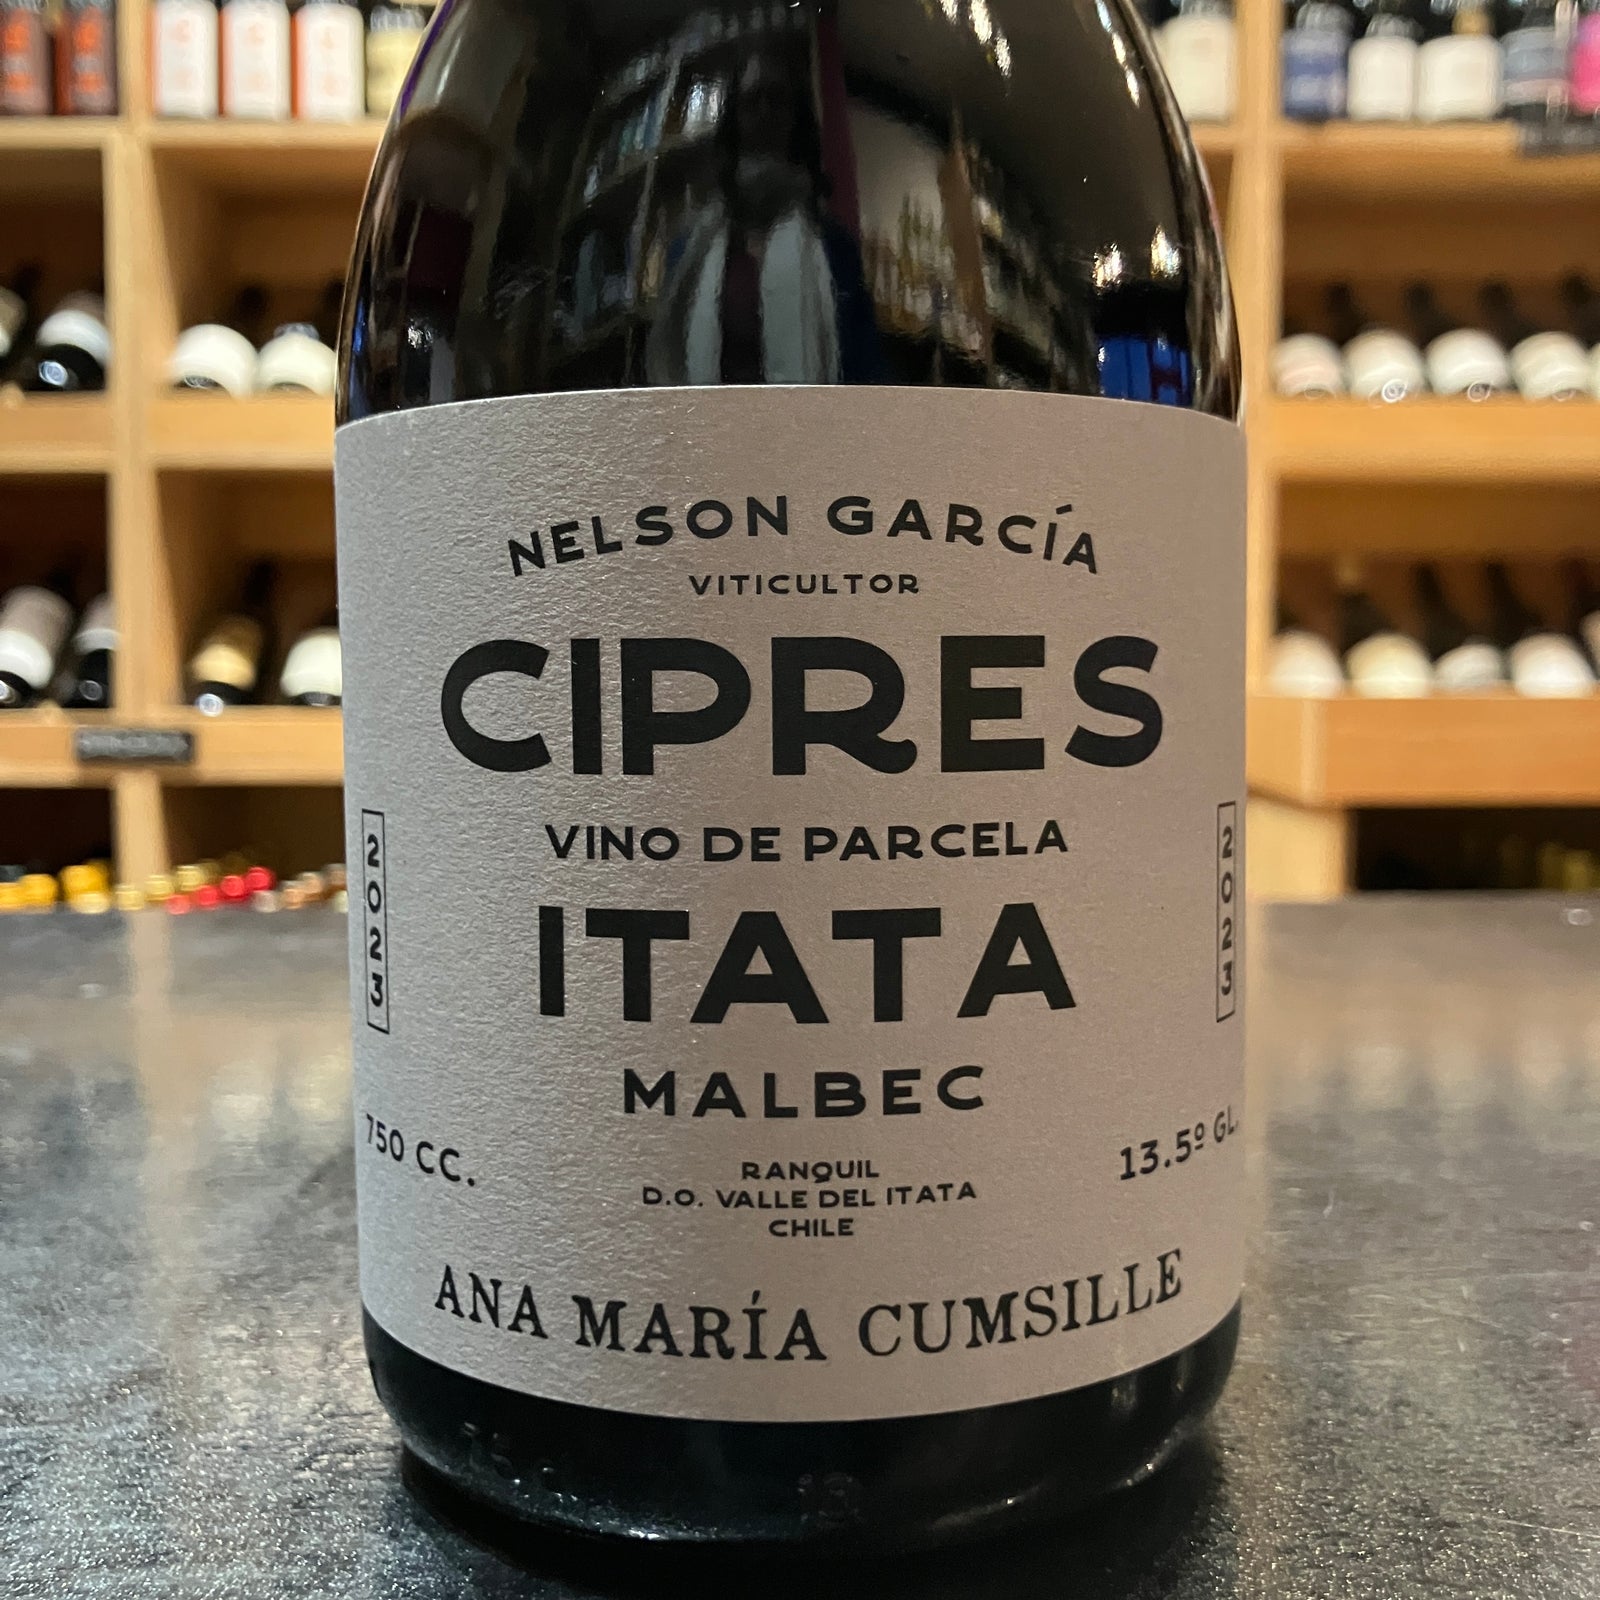 NELSON GARCÍA
VITICULTOR
CIPRES
VINO DE PARCELA
2023
2023
ITATA
MALBEC
750 CC.
13.5º GL.
RANQUIL
D.O. VALLE DEL ITATA
CHILE
ANA MARÍA CUMSILLE